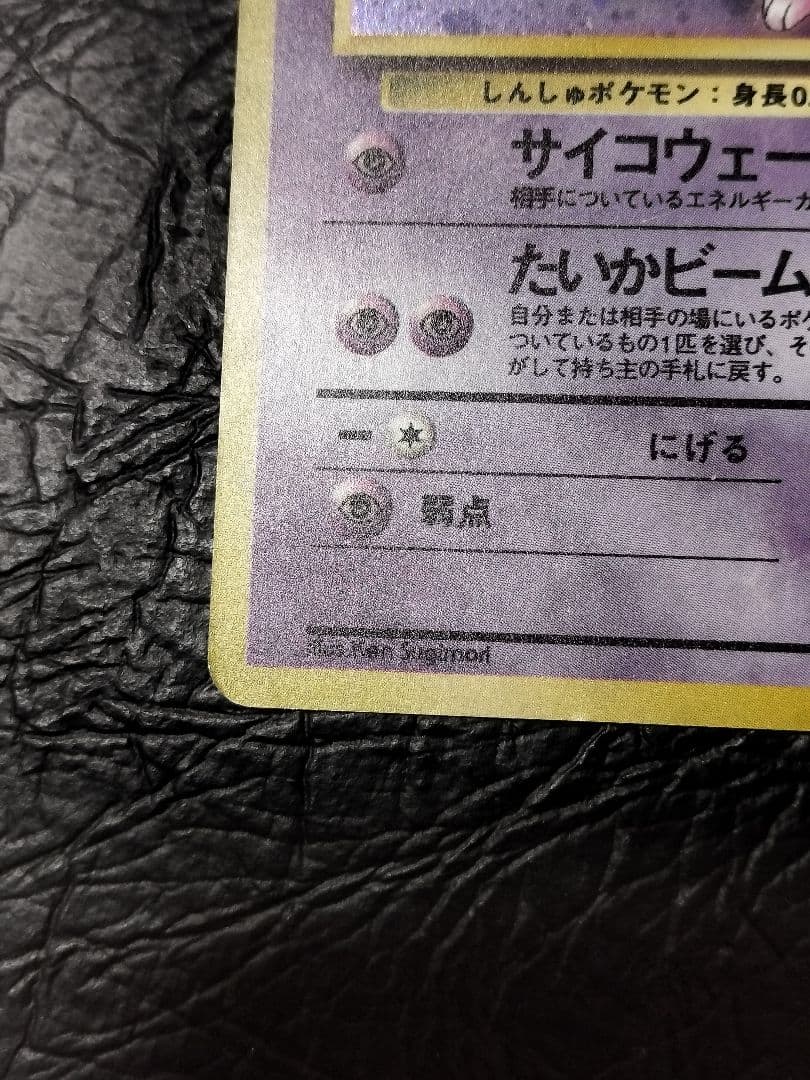 しんしゅポケモン：身長0.
サイコウェー
相手についているエネルギーカ
たいかビーム
自分または相手の場にいるポケ
ついているもの1匹を選び、そ
がして持ち主の手札に戻す。
にげる
弱点
Illus. Ken Sugimori